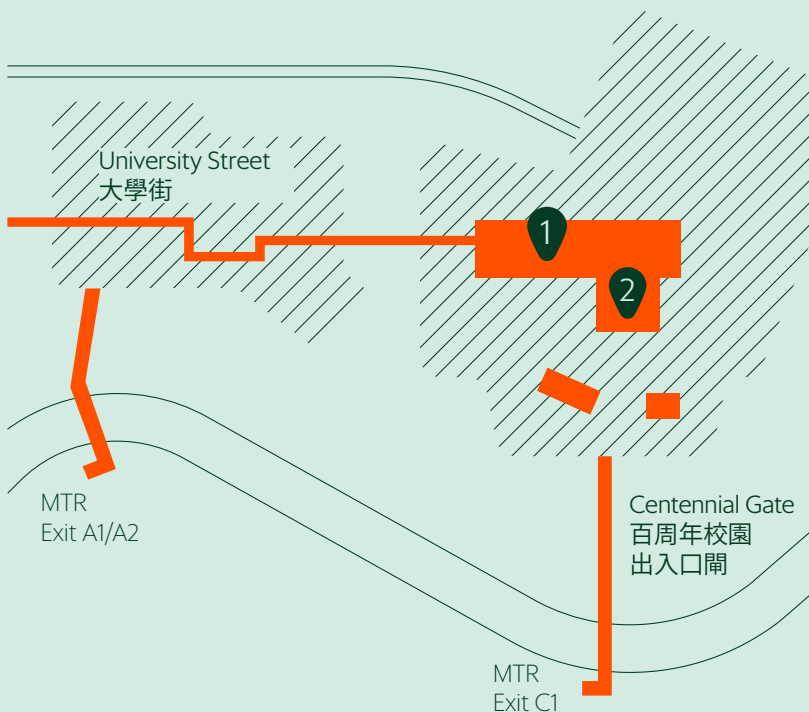 University Street
大學街
1
2
MTR
Exit A1/A2
Centennial Gate
百周年校園
出入口閘
MTR
Exit C1